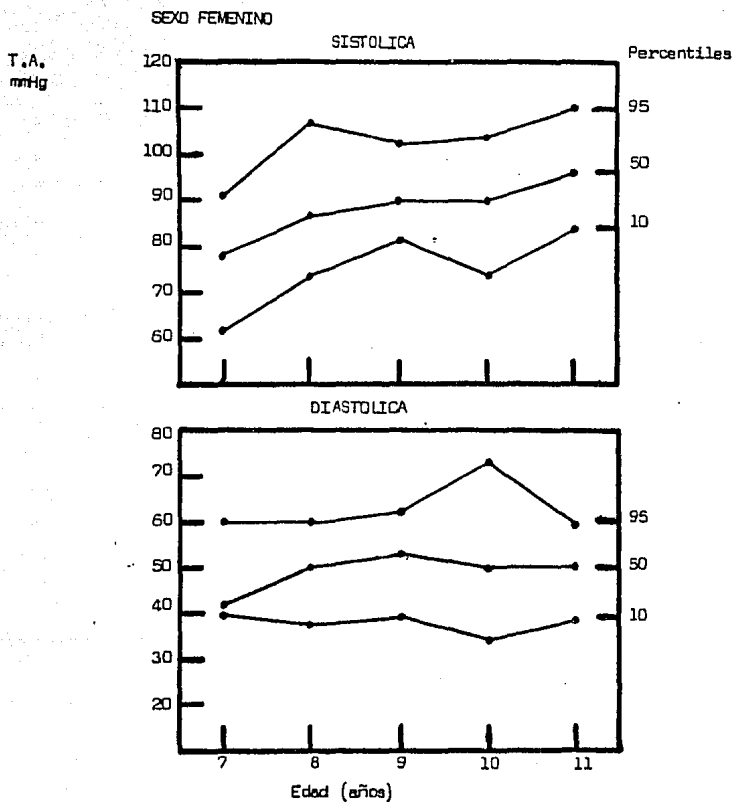 SEXO FEMENINO
SISTOLICA
T.A.
mmHg
Percentiles
120
110
100
90
80
70
60
95
50
10
DIASTOLICA
80
70
60
50
40
30
20
95
50
10
7 8 9 10 11
Edad (años)